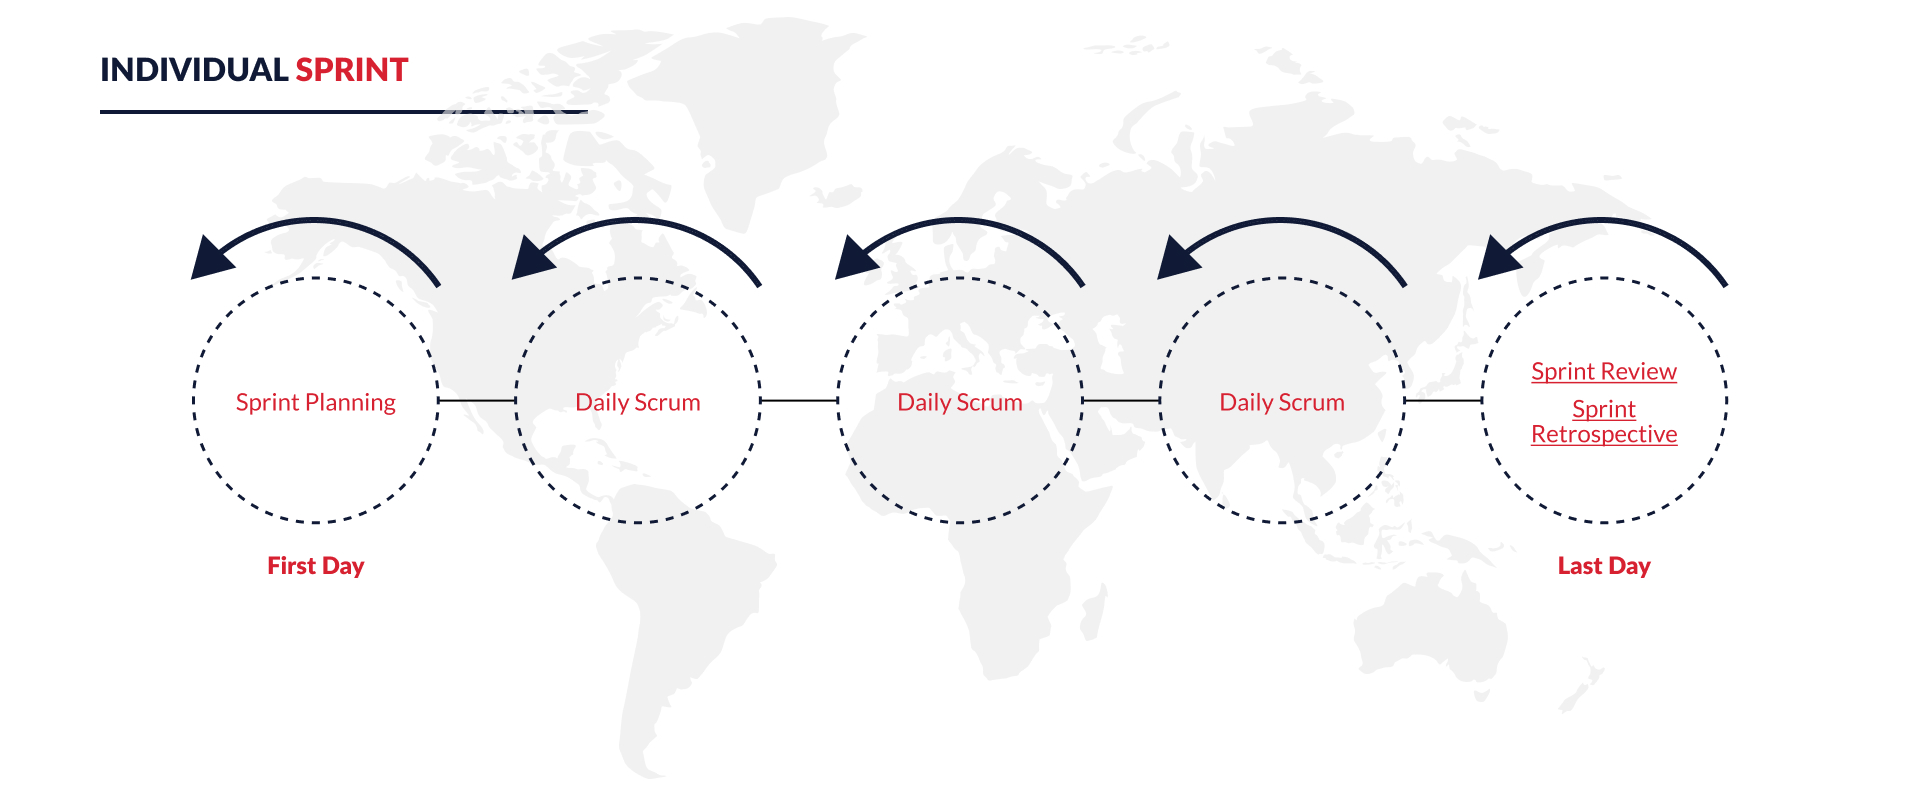 INDIVIDUAL SPRINT
Sprint Planning
Daily Scrum
Daily Scrum
Daily Scrum
Sprint Review
Sprint
Retrospective
First Day
Last Day